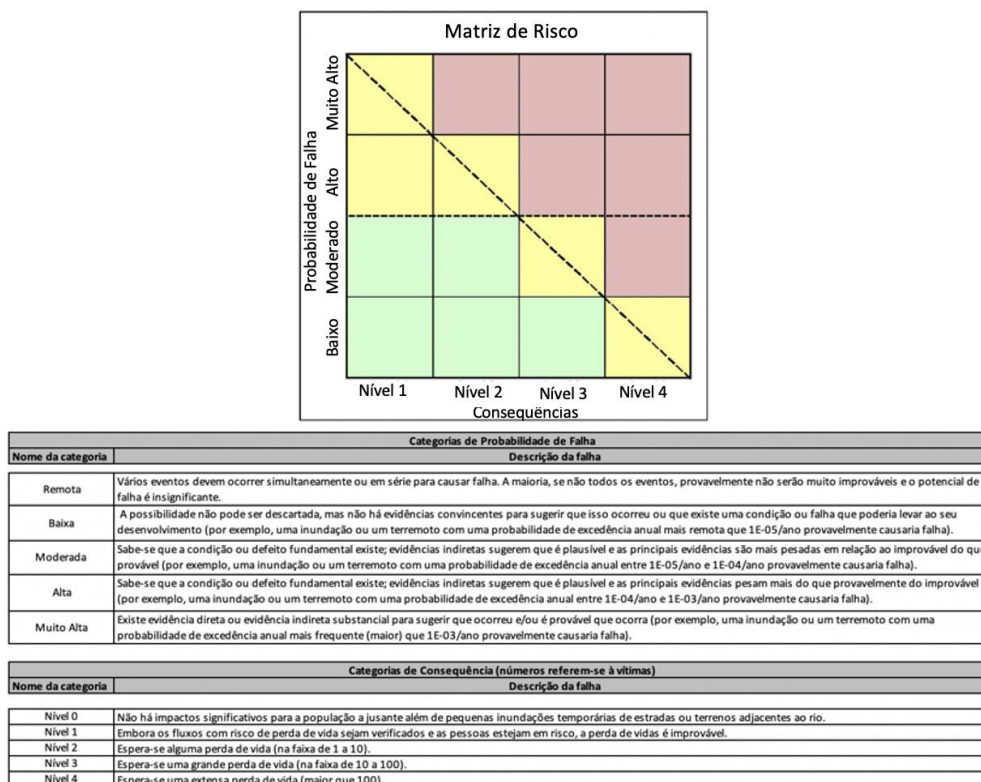 Matriz de Risco
Probabilidade de Falha
Muito Alto
Alto
Moderado
Baixo
Nível 1
Nível 2
Nível 3
Nível 4
Consequências
Categorias de Probabilidade de Falha
Nome da categoria
Descrição da falha
Remota
Vários eventos devem ocorrer simultaneamente ou em série para causar falha. A maioria, se não todos os eventos, provavelmente não serão muito improváveis e o potencial de
falha é insignificante.
Baixa
A possibilidade não pode ser descartada, mas não há evidências convincentes para sugerir que isso ocorreu ou que existe uma condição ou falha que poderia levar ao seu
desenvolvimento (por exemplo, uma inundação ou um terremoto com uma probabilidade de excedência anual mais remota que 1E-05/ano provavelmente causaria falha).
Moderada
Sabe-se que a condição ou defeito fundamental existe; evidências indiretas sugerem que é plausível e as principais evidências são mais pesadas em relação ao improvável do qu
provável (por exemplo, uma inundação ou um terremoto com uma probabilidade de excedência anual entre 1E-05/ano e 1E-04/ano provavelmente causaria falha).
Alta
Sabe-se que a condição ou defeito fundamental existe; evidências indiretas sugerem que é plausível e as principais evidências pesam mais do que provavelmente do improvável
(por exemplo, uma inundação ou um terremoto com uma probabilidade de excedência anual entre 1E-04/ano e 1E-03/ano provavelmente causaria falha).
Muito Alta
Existe evidência direta ou evidência indireta substancial para sugerir que ocorreu e/ou é provável que ocorra (por exemplo, uma inundação ou um terremoto com uma
probabilidade de excedência anual mais frequente (maior) que 1E-03/ano provavelmente causaria falha).
Categorias de Consequência (números referem-se à vítimas)
Nome da categoria
Descrição da falha
Nível 0
Não há impactos significativos para a população a jusante além de pequenas inundações temporárias de estradas ou terrenos adjacentes ao rio.
Nível 1
Embora os fluxos com risco de perda de vida sejam verificados e as pessoas estejam em risco, a perda de vidas é improvável.
Nível 2
Espera-se alguma perda de vida (na faixa de 1 a 10).
Nível 3
Espera-se uma grande perda de vida (na faixa de 10 a 100).
Nível 4
Espera-se uma extensa perda de vida (maior que 100).